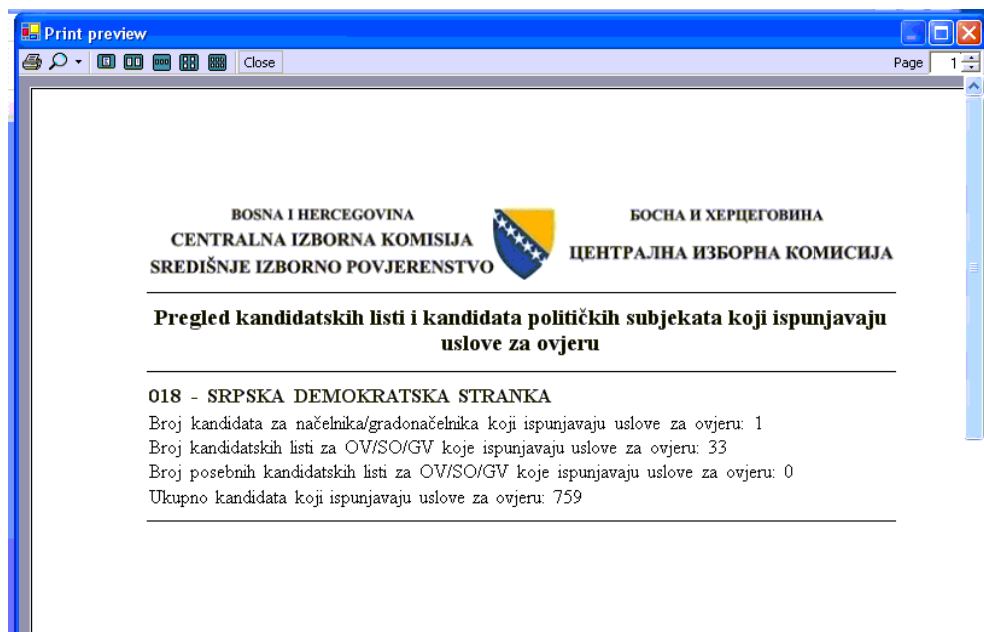 Print preview
Close
Page 1
BOSNA I HERCEGOVINA
CENTRALNA IZBORNA KOMISIJA
SREDIŠNJE IZBORNO POVJERENSTVO
БОСНА И ХЕРЦЕГОВИНА
ЦЕНТРАЛНА ИЗБОРНА КОМИСИЈА
Pregled kandidatskih listi i kandidata političkih subjekata koji ispunjavaju
uslove za ovjeru
018 - SRPSKA DEMOKRATSKA STRANKA
Broj kandidata za načelnika/gradonačelnika koji ispunjavaju uslove za ovjeru: 1
Broj kandidatskih listi za OV/SO/GV koje ispunjavaju uslove za ovjeru: 33
Broj posebnih kandidatskih listi za OV/SO/GV koje ispunjavaju uslove za ovjeru: 0
Ukupno kandidata koji ispunjavaju uslove za ovjeru: 759